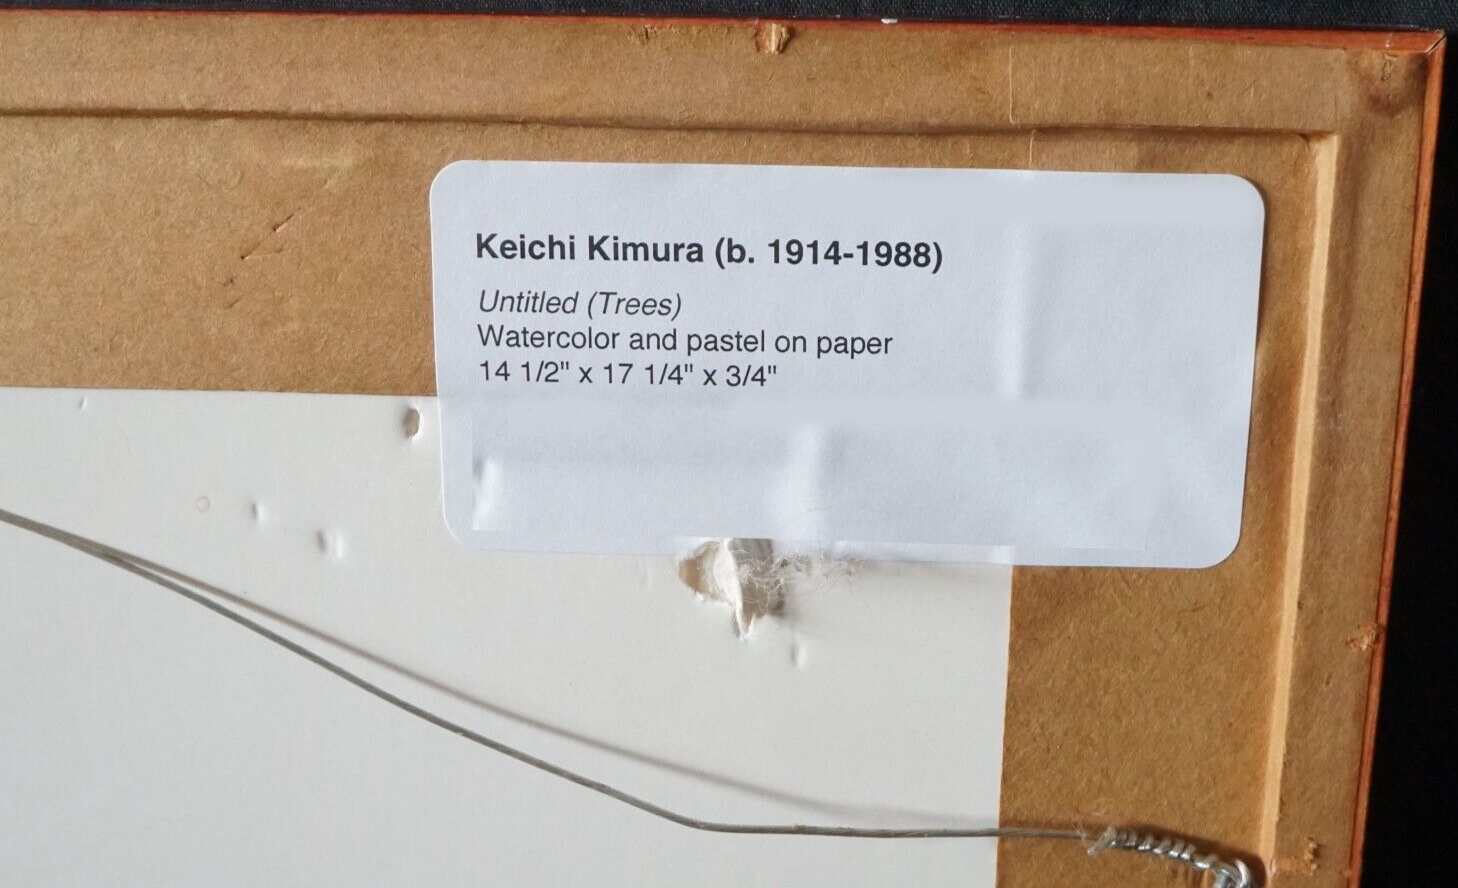 Keichi Kimura (b. 1914-1988)
Untitled (Trees)
Watercolor and pastel on paper
14 1/2" x 17 1/4" x 3/4"